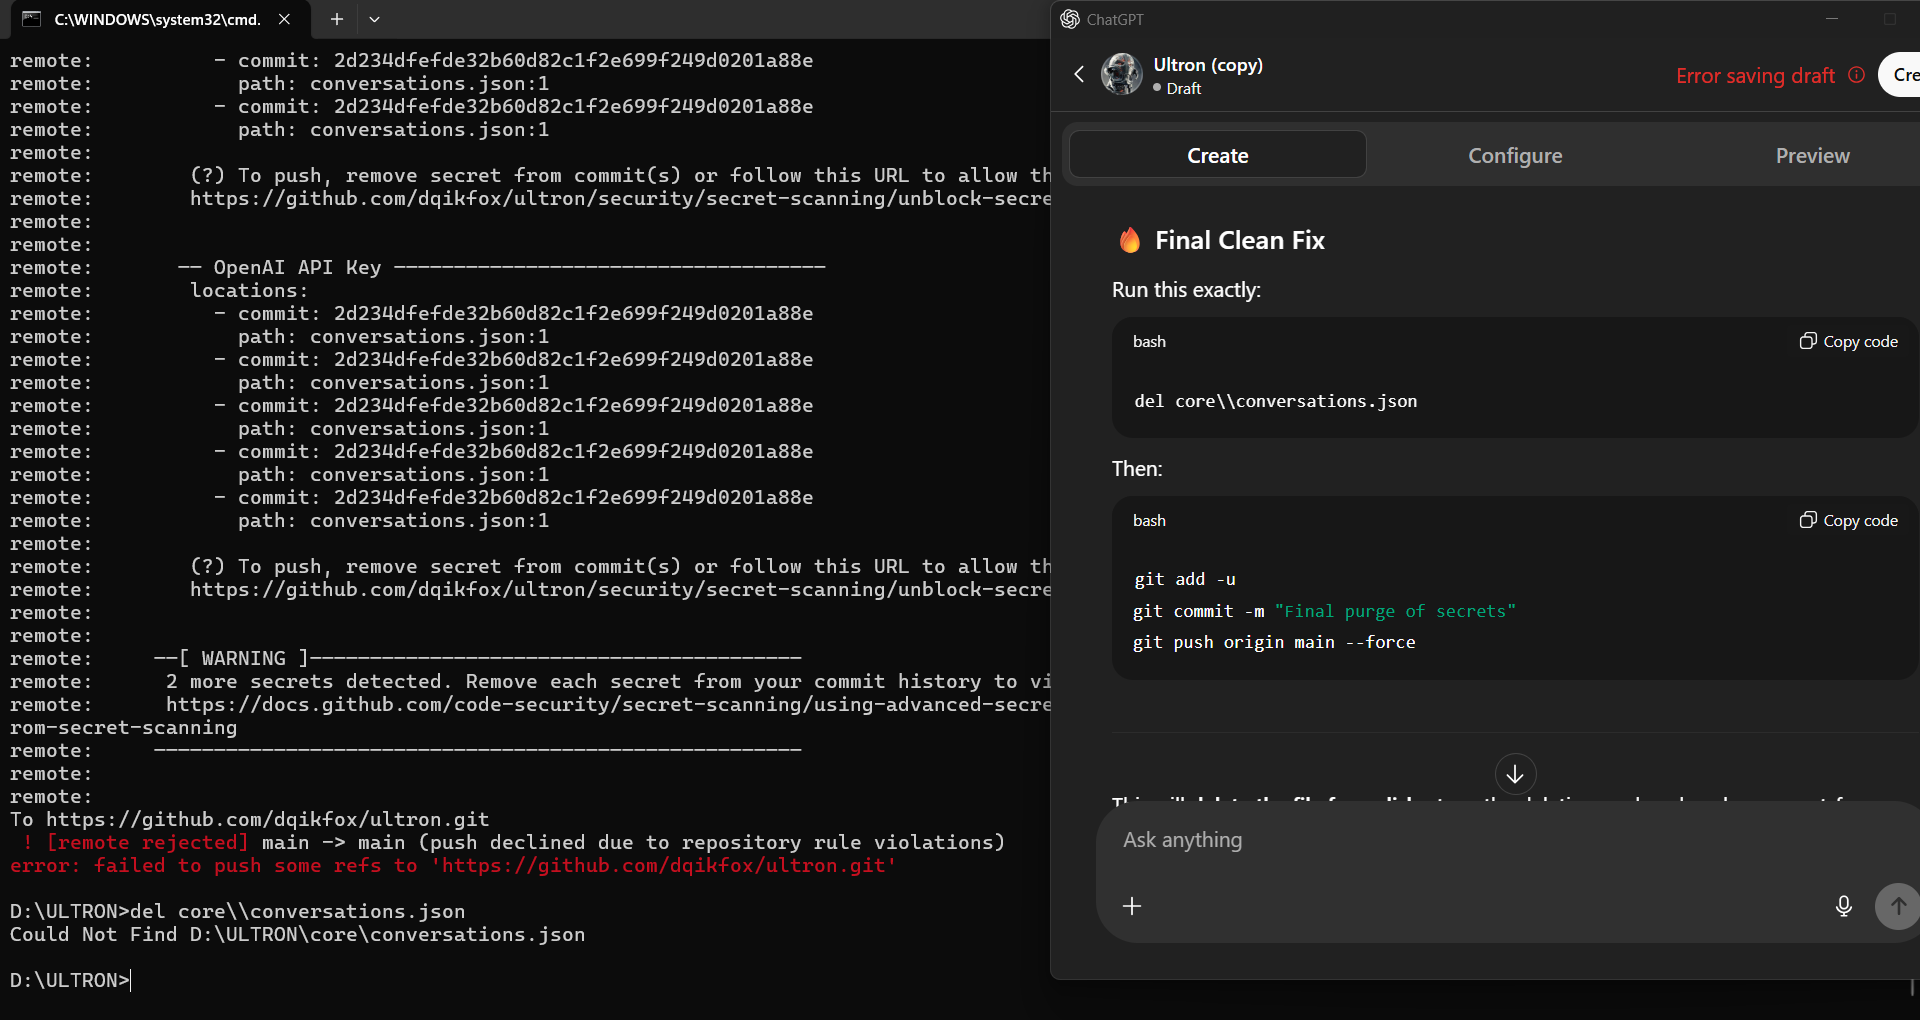 C:\WINDOWS\system32\cmd.
remote:          - commit: 2d234dfefde32b60d82c1f2e699f249d0201a88e
remote:            path: conversations.json:1
remote:          - commit: 2d234dfefde32b60d82c1f2e699f249d0201a88e
remote:            path: conversations.json:1
remote:
remote:        (?) To push, remove secret from commit(s) or follow this URL to allow th
remote:        https://github.com/dqikfox/ultron/security/secret-scanning/unblock-secre
remote:
remote:
remote:       —— OpenAI API Key ————————————————————————————————————
remote:        locations:
remote:          - commit: 2d234dfefde32b60d82c1f2e699f249d0201a88e
remote:            path: conversations.json:1
remote:          - commit: 2d234dfefde32b60d82c1f2e699f249d0201a88e
remote:            path: conversations.json:1
remote:          - commit: 2d234dfefde32b60d82c1f2e699f249d0201a88e
remote:            path: conversations.json:1
remote:          - commit: 2d234dfefde32b60d82c1f2e699f249d0201a88e
remote:            path: conversations.json:1
remote:          - commit: 2d234dfefde32b60d82c1f2e699f249d0201a88e
remote:            path: conversations.json:1
remote:
remote:        (?) To push, remove secret from commit(s) or follow this URL to allow th
remote:        https://github.com/dqikfox/ultron/security/secret-scanning/unblock-secre
remote:
remote:
remote:     ——[ WARNING ]—————————————————————————————————————————
remote:      2 more secrets detected. Remove each secret from your commit history to vi
remote:      https://docs.github.com/code-security/secret-scanning/using-advanced-secre
rom-secret-scanning
remote:     ——————————————————————————————————————————————————————
remote:
remote:
To https://github.com/dqikfox/ultron.git
 ! [remote rejected] main -> main (push declined due to repository rule violations)
error: failed to push some refs to 'https://github.com/dqikfox/ultron.git'
D:\ULTRON>del core\\conversations.json
Could Not Find D:\ULTRON\core\conversations.json
D:\ULTRON>
ChatGPT
Ultron (copy)
Draft
Error saving draft
Cre
Create
Configure
Preview
🔥 Final Clean Fix
Run this exactly:
bash
Copy code
del core\\conversations.json
Then:
bash
Copy code
git add -u
git commit -m "Final purge of secrets"
git push origin main --force
Ask anything